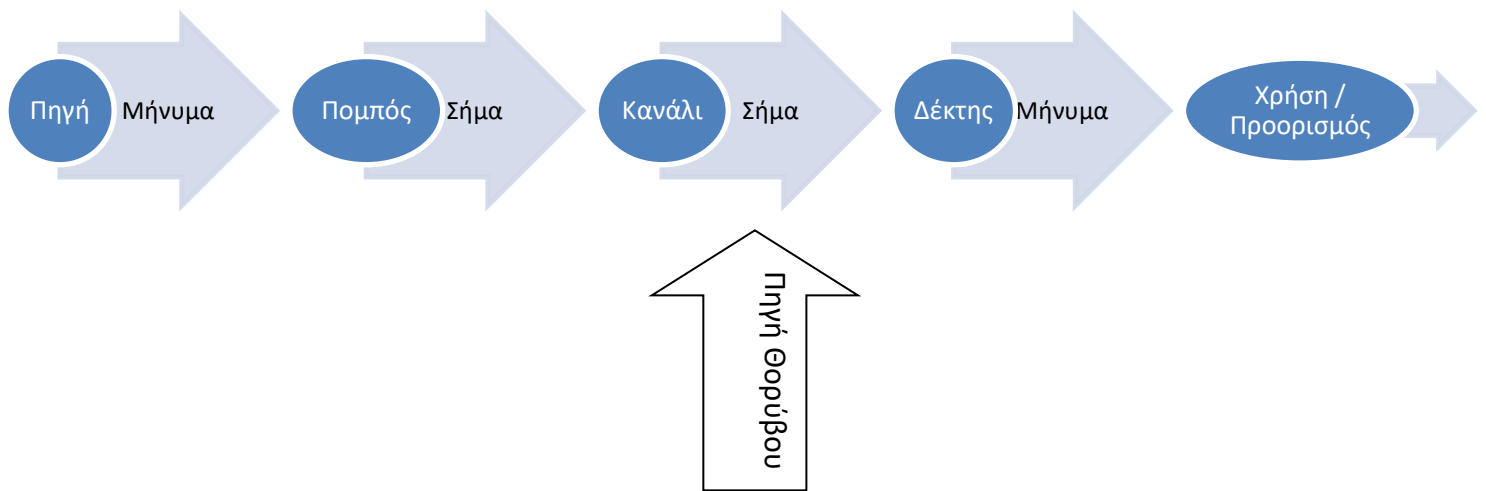 Πηγή
Μήνυμα
Πομπός
Σήμα
Κανάλι
Σήμα
Δέκτης
Μήνυμα
Χρήση /
Προορισμός
Πηγή Θορύβου